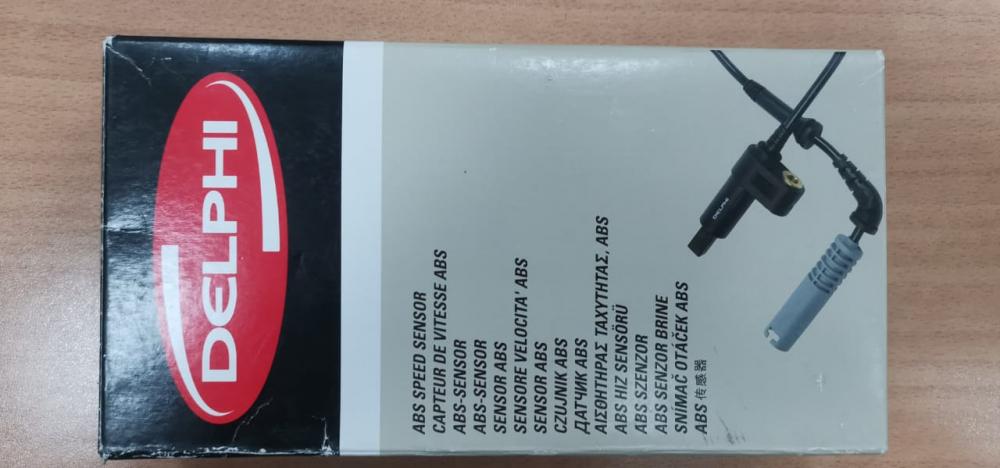 DELPHI
ABS SPEED SENSOR
CAPTEUR DE VITESSE ABS
ABS-SENSOR
ABS-SENSOR
SENSOR ABS
SENSORE VELOCITA' ABS
SENSOR ABS
CZUJNIK ABS
ДАТЧИК ABS
ΑΙΣΘΗΤΗΡΑΣ ΤΑΧΥΤΗΤΑΣ, ABS
ABS HIZ SENSÖRÜ
ABS SZENZOR
ABS SENZOR BRINE
SNÍMAČ OTÁČEK ABS
ABS 传感器
DELPHI